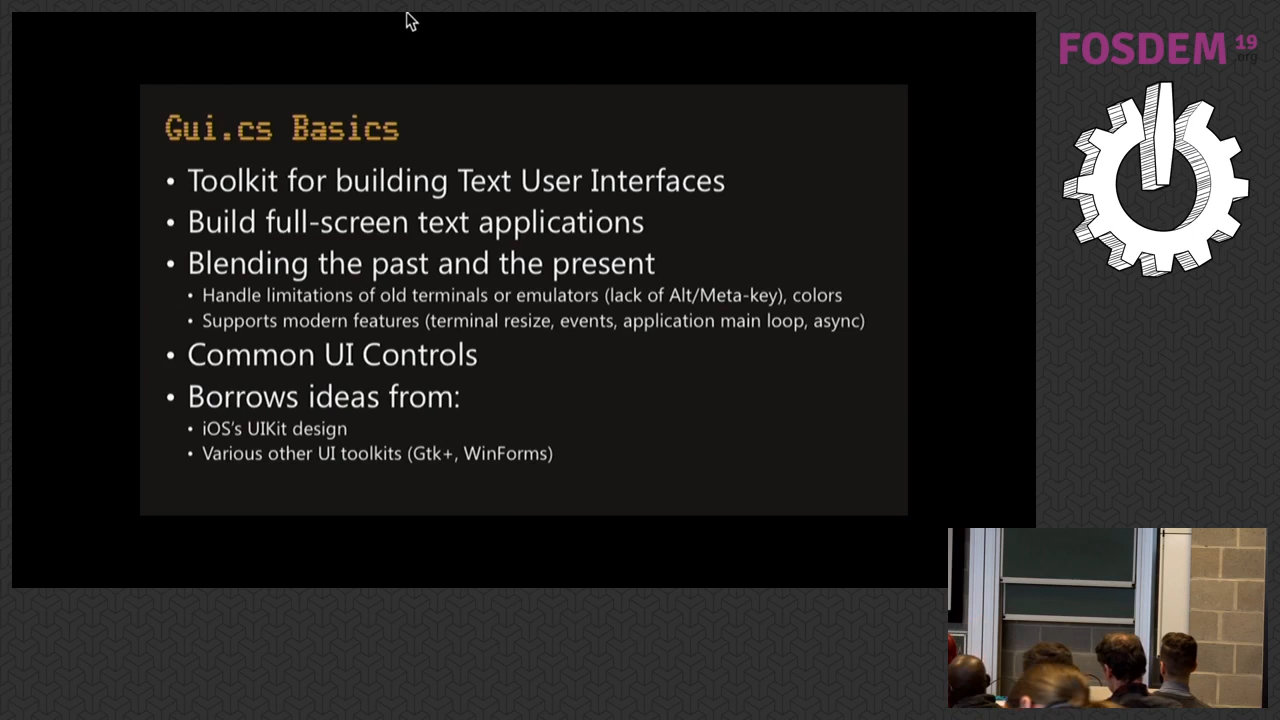 FOSDEM 19
.org
Gui.cs Basics
• Toolkit for building Text User Interfaces
• Build full-screen text applications
• Blending the past and the present
• Handle limitations of old terminals or emulators (lack of Alt/Meta-key), colors
• Supports modern features (terminal resize, events, application main loop, async)
• Common UI Controls
• Borrows ideas from:
• iOS’s UIKit design
• Various other UI toolkits (Gtk+, WinForms)